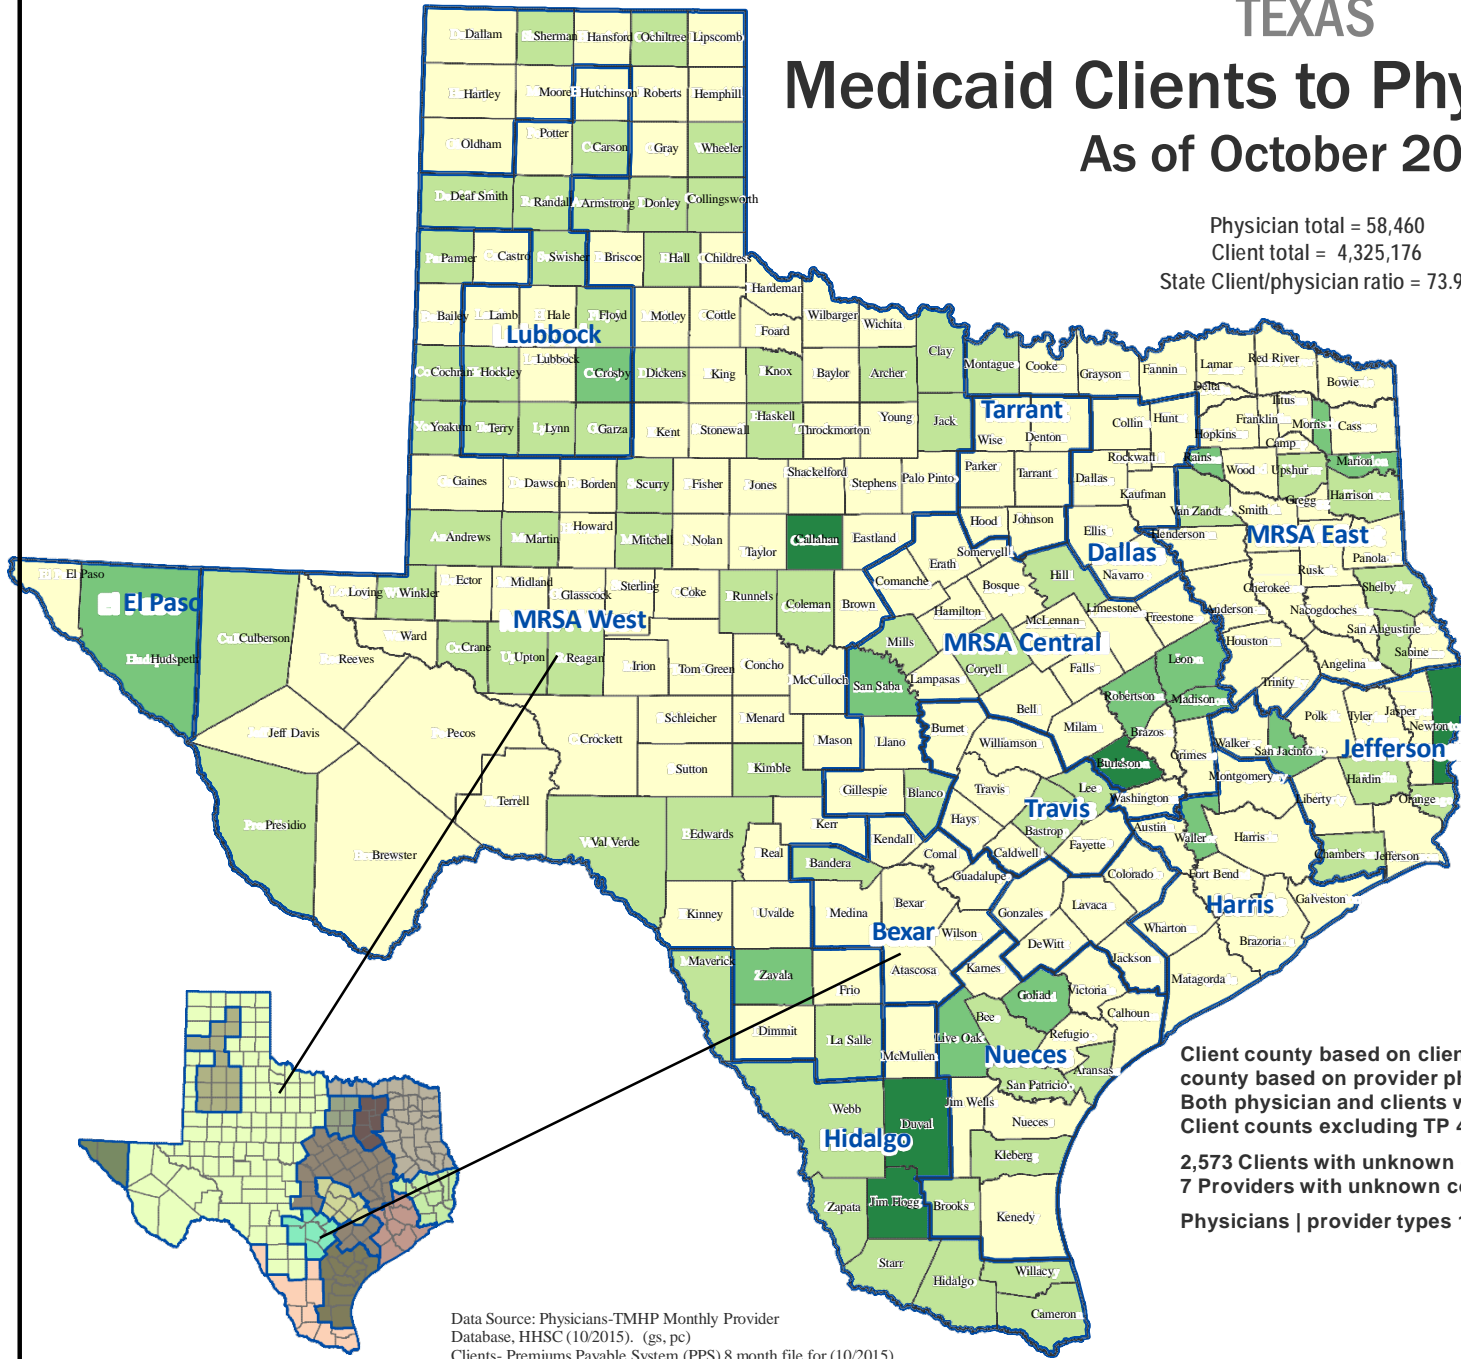 TEXAS
Medicaid Clients to Phy
As of October 20
Physician total = 58,460
Client total = 4,325,176
State Client/physician ratio = 73.9
Dallam Sherman Hansford Ochiltree Lipscomb
Hartley Moore Hutchinson Roberts Hemphill
Oldham Potter Carson Gray Wheeler
Deaf Smith Randall Armstrong Donley Collingsworth
Parmer Castro Swisher Briscoe Hall Childress
Hardeman
Bailey Lamb Hale Floyd Motley Cottle Foard Wilbarger Wichita
Lubbock
Clay Montague Cooke Grayson Fannin Lamar Red River Bowie
Delta
Cochran Hockley Lubbock Crosby Dickens King Knox Baylor Archer
Tarrant
Wise Denton Collin Hunt Hopkins Franklin Titus Morris Cass
Camp
Yoakum Terry Lynn Garza Kent Stonewall Haskell Throckmorton Young Jack
Parker Tarrant Dallas Rockwall Kaufman Rains Wood Upshur Marion
Gregg Harrison
Van Zandt Smith
Gaines Dawson Borden Scurry Fisher Jones Shackelford Stephens Palo Pinto
Hood Johnson Ellis Henderson
MRSA East
Dallas
Navarro
Panola
Rusk
Andrews Martin Howard Mitchell Nolan Taylor Callahan Eastland
Somervell
Erath
Comanche Bosque Hill
Cherokee Shelby
El Paso
El Paso
Loving Winkler Ector Midland Glasscock Sterling Coke Runnels Coleman Brown
Hamilton McLennan Limestone Freestone Anderson Nacogdoches
San Augustine
MRSA West
MRSA Central
Hudspeth Culberson Reeves Ward Crane Upton Reagan Irion Tom Green Concho
Mills Coryell Falls Leon Houston Angelina Sabine
McCulloch San Saba Lampasas
Robertson Madison Trinity
Jeff Davis Pecos Crockett Schleicher Menard Mason Llano Burnet Bell Milam Brazos
Polk Tyler Jasper Newton
Williamson Grimes Walker San Jacinto
Jefferson
Burleson
Sutton Kimble Gillespie Blanco Travis Lee Washington Montgomery Hardin
Liberty Orange
Travis
Terrell
Presidio Brewster Val Verde Edwards Real Kerr Kendall Hays Bastrop Fayette Austin Waller Harris
Chambers Jefferson
Bandera Comal Caldwell
Guadalupe Colorado Fort Bend
Harris
Galveston
Kinney Uvalde Medina Bexar Gonzales Lavaca
Bexar
Wilson DeWitt Wharton Brazoria
Maverick Zavala Frio Atascosa Karnes Jackson Matagorda
Goliad Victoria
Calhoun
Dimmit La Salle McMullen Live Oak Bee Refugio
Nueces
Aransas
San Patricio
Webb Duval Jim Wells Nueces
Hidalgo
Kleberg
Zapata Jim Hogg Brooks Kenedy
Starr Hidalgo Willacy
Cameron
Client county based on clien
county based on provider ph
Both physician and clients w
Client counts excluding TP 4
2,573 Clients with unknown
7 Providers with unknown co
Physicians | provider types 1
Data Source: Physicians-TMHP Monthly Provider
Database, HHSC (10/2015). (gs, pc)
Clients- Premiums Payable System (PPS) 8 month file for (10/2015)